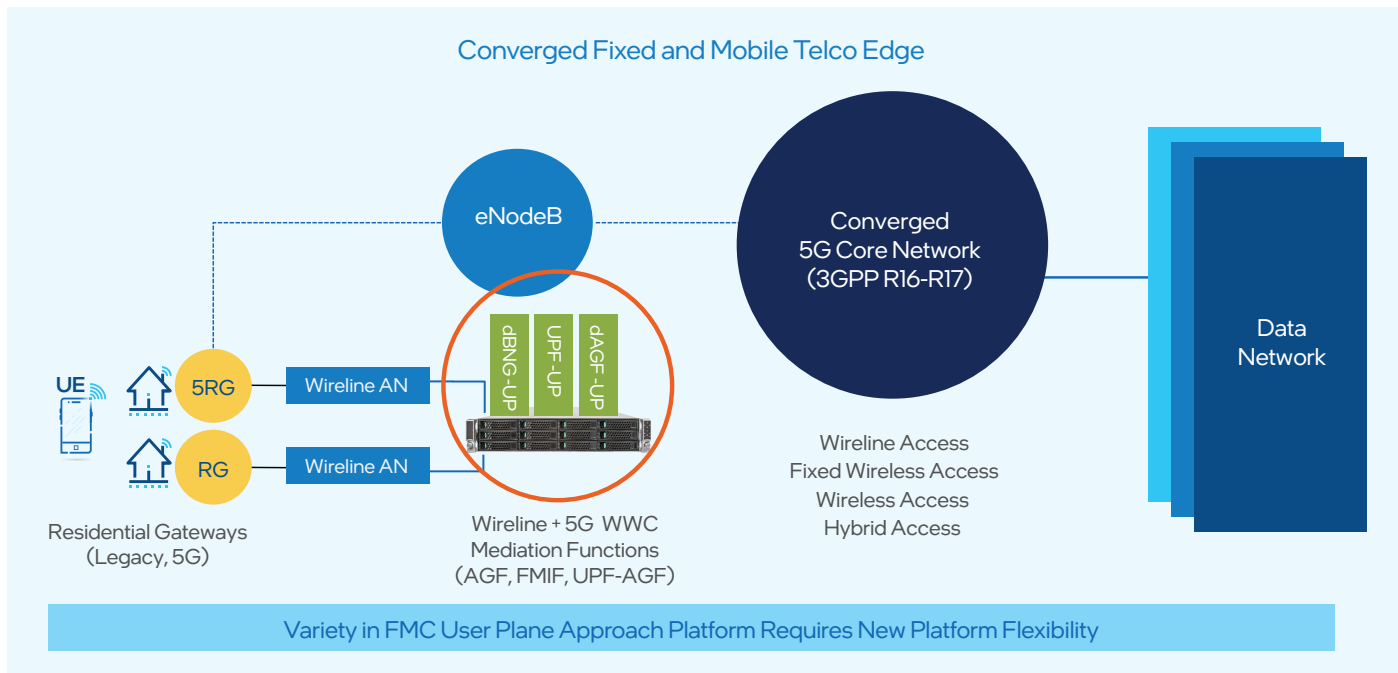 Converged Fixed and Mobile Telco Edge
eNodeB
Converged
5G Core Network
(3GPP R16-R17)
Data
Network
dBNG-UP
UPF-UP
dAGF-UP
UE
5RG
Wireline AN
RG
Wireline AN
Residential Gateways
(Legacy, 5G)
Wireline + 5G WWC
Mediation Functions
(AGF, FMIF, UPF-AGF)
Wireline Access
Fixed Wireless Access
Wireless Access
Hybrid Access
Variety in FMC User Plane Approach Platform Requires New Platform Flexibility